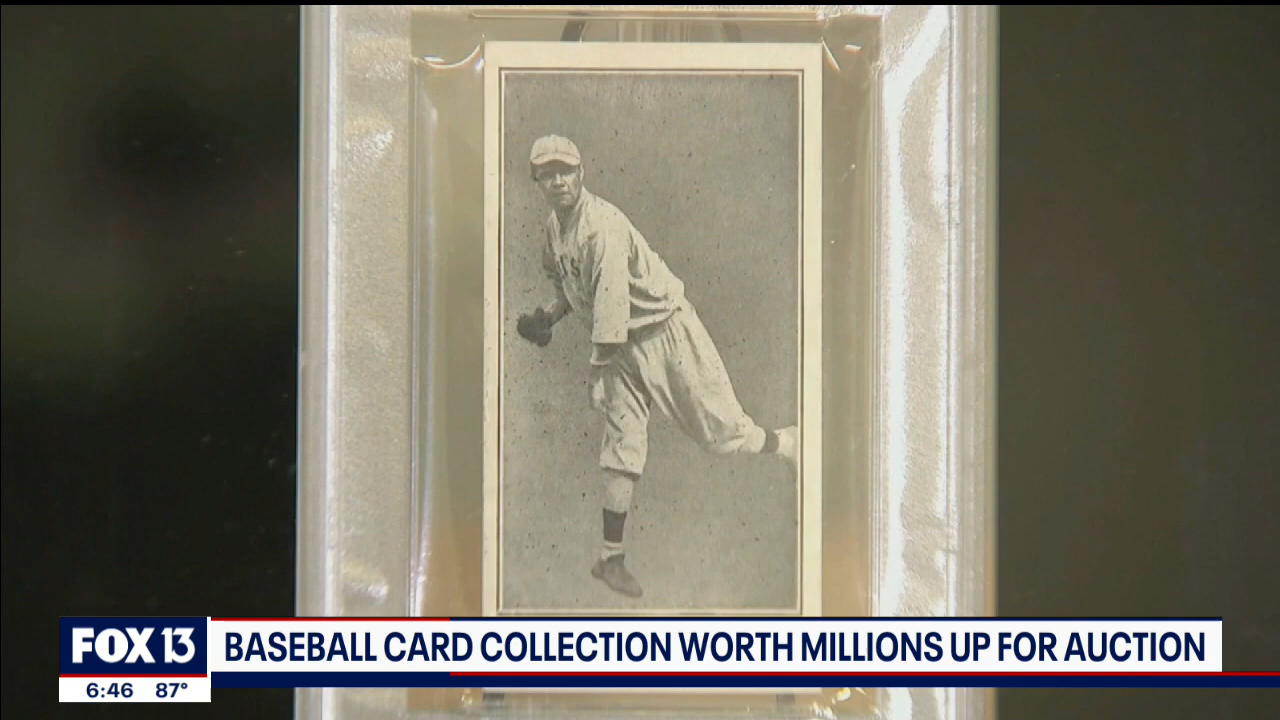 FOX 13
BASEBALL CARD COLLECTION WORTH MILLIONS UP FOR AUCTION
6:46 87°